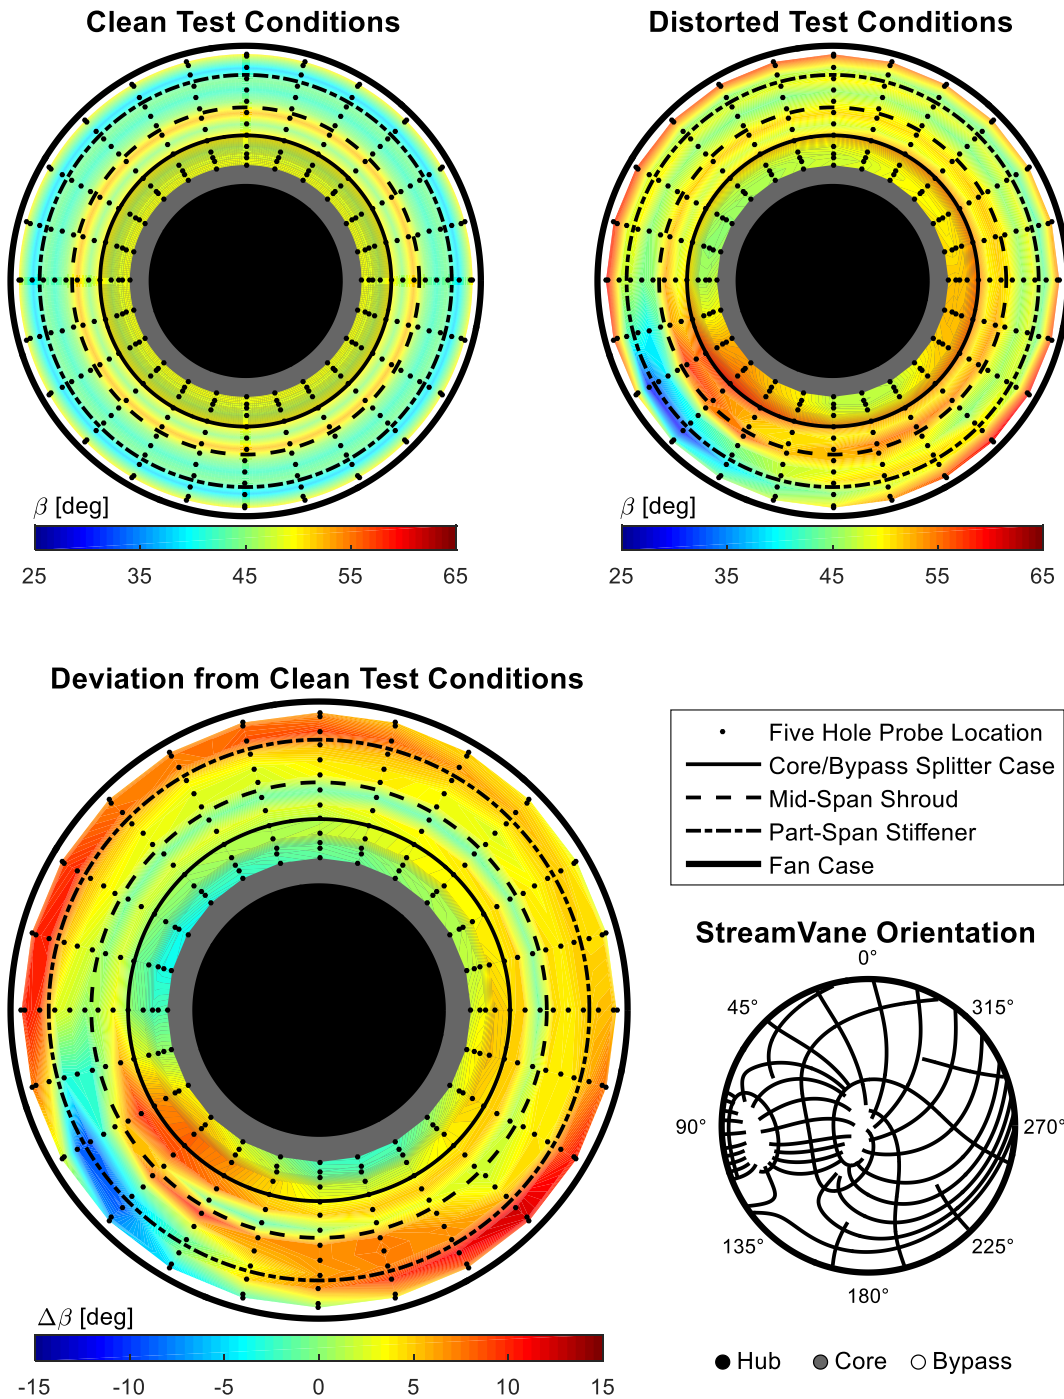 Clean Test Conditions
Distorted Test Conditions
β [deg]
25 35 45 55 65
β [deg]
25 35 45 55 65
Deviation from Clean Test Conditions
Δβ [deg]
-15 -10 -5 0 5 10 15
Five Hole Probe Location
Core/Bypass Splitter Case
Mid-Span Shroud
Part-Span Stiffener
Fan Case
StreamVane Orientation
0°
45° 315°
90° 270°
135° 225°
180°
Hub Core Bypass